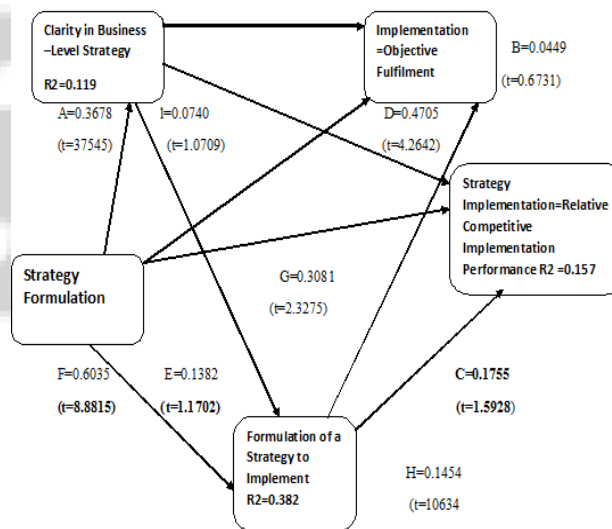 Clarity in Business
–Level Strategy
R2=0.119
Implementation
=Objective
Fulfilment
B=0.0449
(t=0.6731)
A=0.3678
(t=37545)
1=0.0740
(t=1.0709)
D=0.4705
(t=4.2642)
Strategy
Implementation=Relative
Competitive
Implementation
Performance R2 =0.157
Strategy
Formulation
G=0.3081
(t=2.3275)
F=0.6035
(t=8.8815)
E=0.1382
(t=1.1702)
C=0.1755
(t=1.5928)
Formulation of a
Strategy to
Implement
R2=0.382
H=0.1454
(t=10634